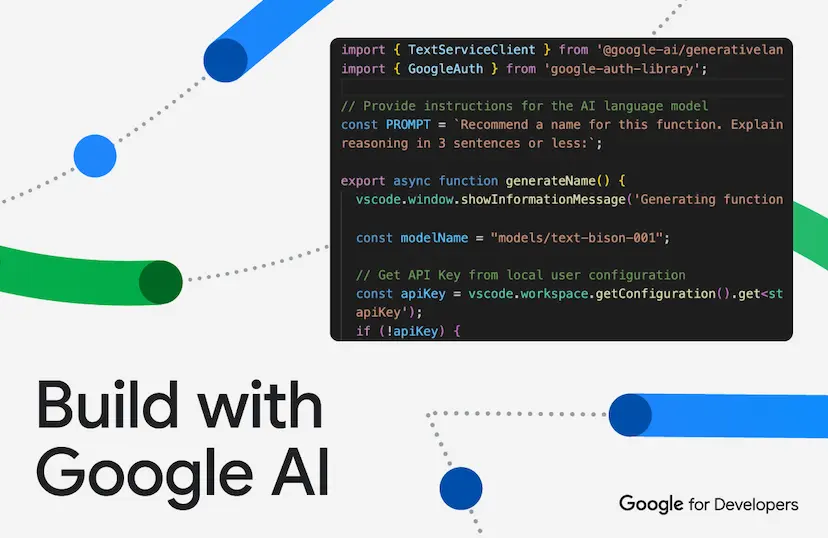 import { TextServiceClient } from '@google-ai/generativelan
import { GoogleAuth } from 'google-auth-library';
// Provide instructions for the AI language model
const PROMPT = `Recommend a name for this function. Explain
reasoning in 3 sentences or less:`;
export async function generateName() {
vscode.window.showInformationMessage('Generating function
const modelName = "models/text-bison-001";
// Get API Key from local user configuration
const apiKey = vscode.workspace.getConfiguration().get<st
apiKey');
if (!apiKey) {
Build with
Google AI
Google for Developers